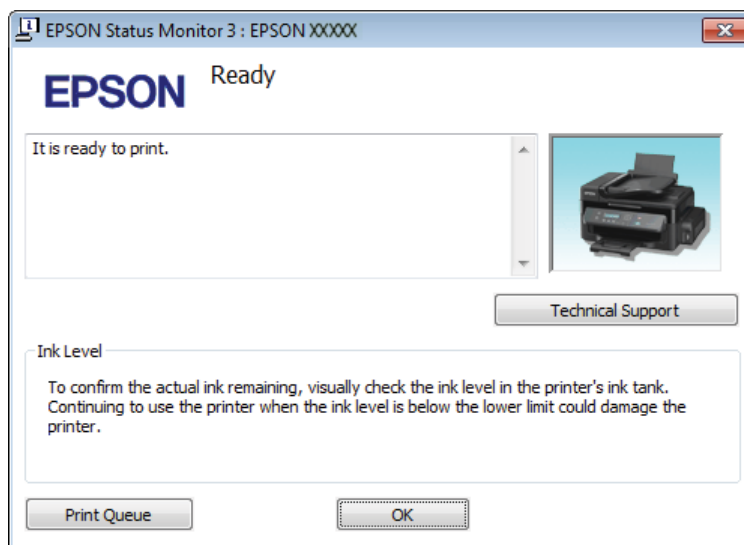 EPSON Status Monitor 3 : EPSON XXXXX
EPSON
Ready
It is ready to print.
Technical Support
Ink Level
To confirm the actual ink remaining, visually check the ink level in the printer's ink tank.
Continuing to use the printer when the ink level is below the lower limit could damage the
printer.
Print Queue
OK